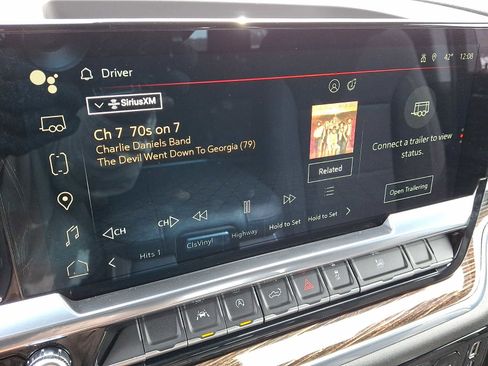 Driver
42° 12:08
SiriusXM
Ch 7 70s on 7
Charlie Daniels Band
The Devil Went Down To Georgia (79)
Related
Connect a trailer to view
status.
Open Trailering
CH CH
Hits 1 ClsVinyl Highway Hold to Set Hold to Set